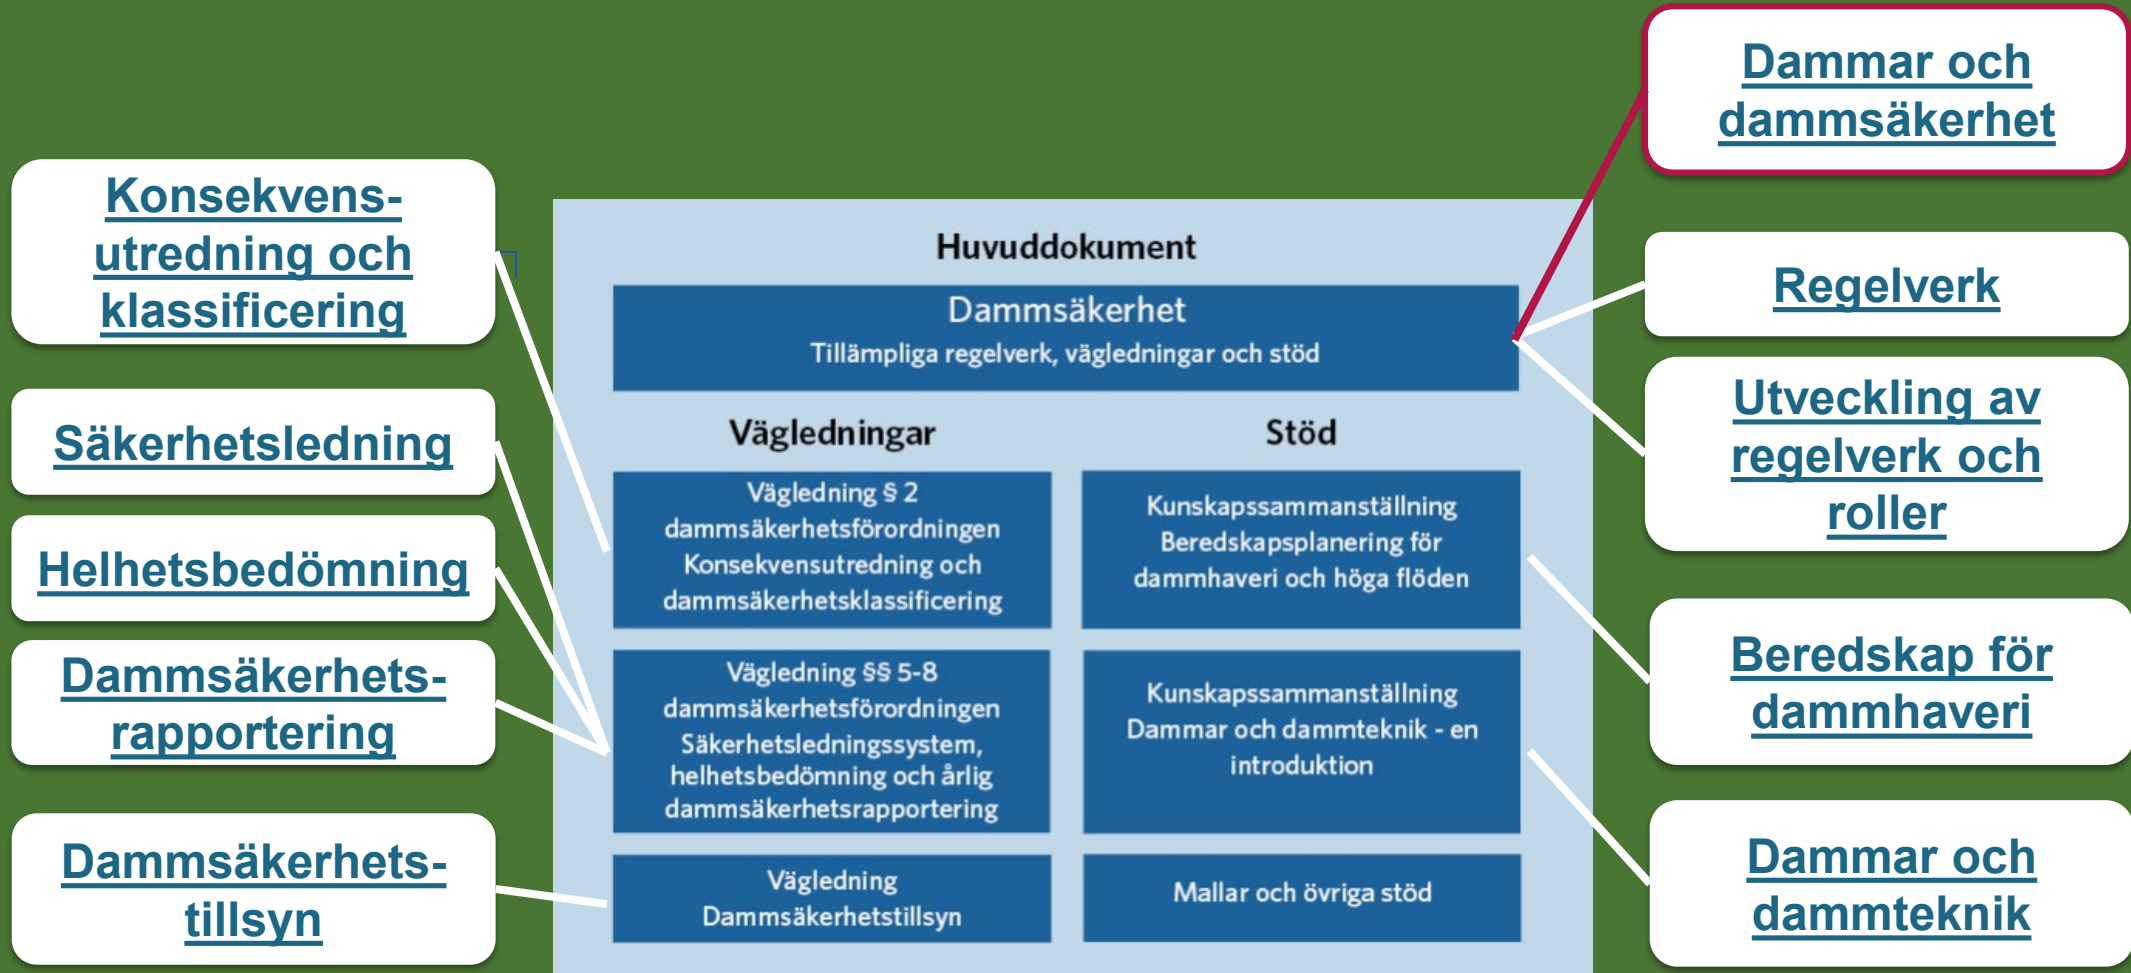 Konsekvens-
utredning och
klassificering
Säkerhetsledning
Helhetsbedömning
Dammsäkerhets-
rapportering
Dammsäkerhets-
tillsyn
Huvuddokument
Dammsäkerhet
Tillämpliga regelverk, vägledningar och stöd
Vägledningar
Vägledning § 2
dammsäkerhetsförordningen
Konsekvensutredning och
dammsäkerhetsklassificering
Vägledning §§ 5-8
dammsäkerhetsförordningen
Säkerhetsledningssystem,
helhetsbedömning och årlig
dammsäkerhetsrapportering
Vägledning
Dammsäkerhetstillsyn
Stöd
Kunskapssammanställning
Beredskapsplanering för
dammhaveri och höga flöden
Kunskapssammanställning
Dammar och dammteknik - en
introduktion
Mallar och övriga stöd
Dammar och
dammsäkerhet
Regelverk
Utveckling av
regelverk och
roller
Beredskap för
dammhaveri
Dammar och
dammteknik